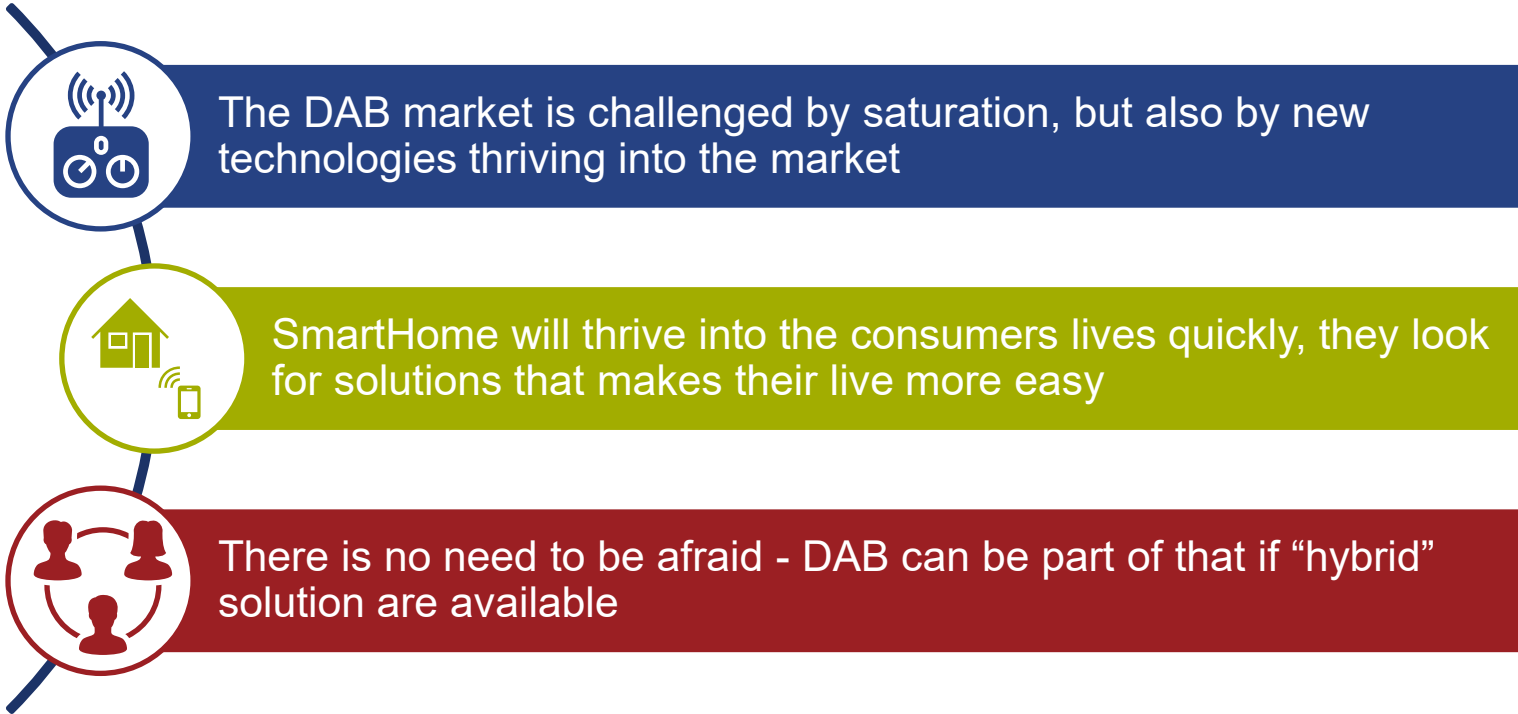 The DAB market is challenged by saturation, but also by new
technologies thriving into the market
SmartHome will thrive into the consumers lives quickly, they look
for solutions that makes their live more easy
There is no need to be afraid - DAB can be part of that if “hybrid”
solution are available